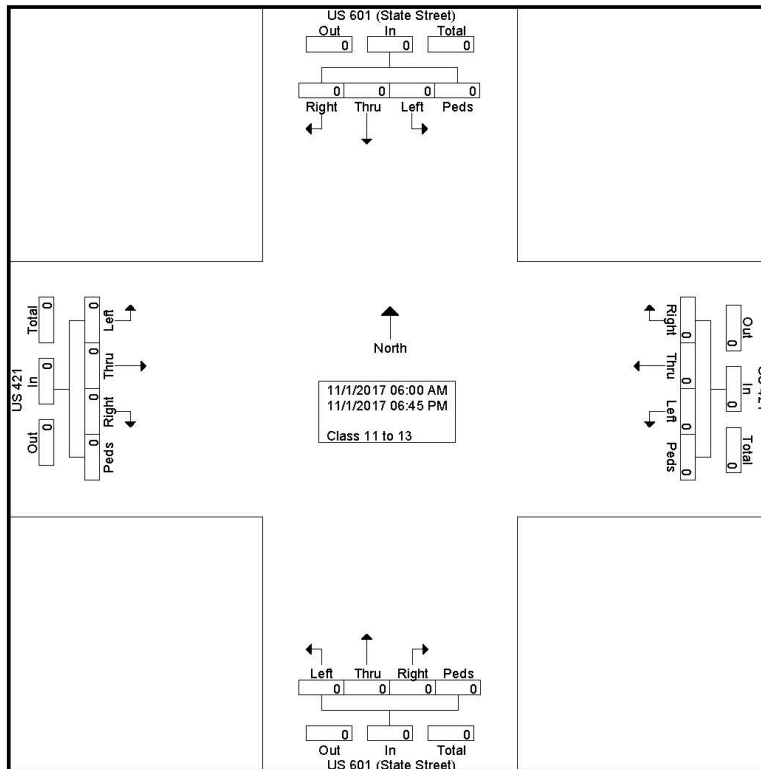 US 601 (State Street)
Out In Total
0 0 0
0 0 0 0
Right Thru Left Peds
Total In Out
0 0 0
US 421
0 0 0 0
Left Thru Right Peds
North
11/1/2017 06:00 AM
11/1/2017 06:45 PM
Class 11 to 13
Right Thru Left Peds
0 0 0 0
Out In Total
0 0 0
US 421
Left Thru Right Peds
0 0 0 0
0 0 0
Out In Total
US 601 (State Street)